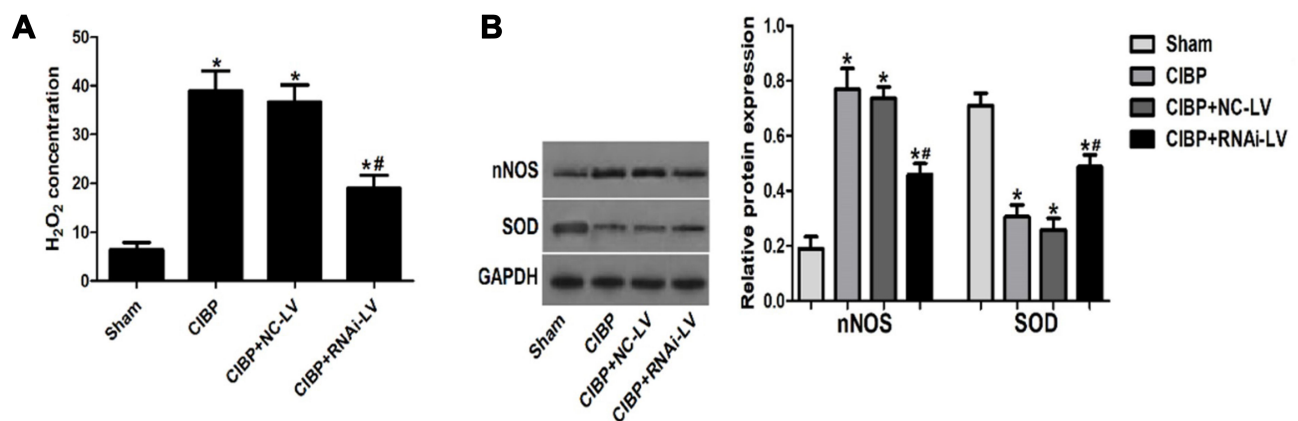 A
H₂O₂ concentration
50
40
30
20
10
0
*
*
*#
Sham
CIBP
CIBP+NC-LV
CIBP+RNAi-LV
B
nNOS
SOD
GAPDH
Sham
CIBP
CIBP+NC-LV
CIBP+RNAi-LV
Relative protein expression
1.0
0.8
0.6
0.4
0.2
0.0
*
*
*#
*
*
*#
nNOS
SOD
Sham
CIBP
CIBP+NC-LV
CIBP+RNAi-LV